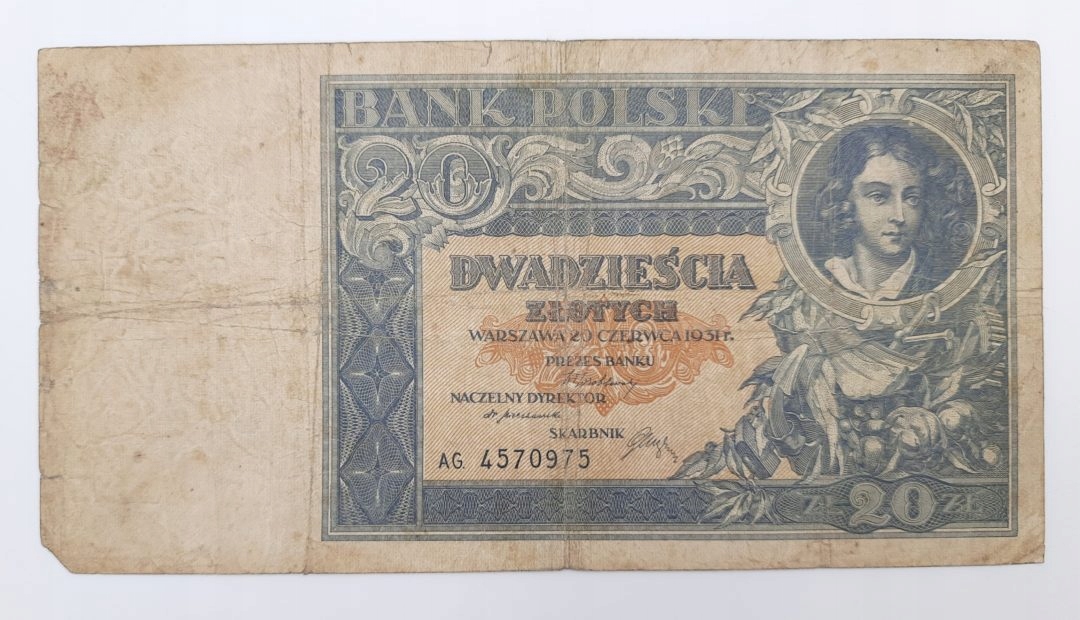 BANK POLSKI
20
DWADZIEŚCIA
ZŁOTYCH
WARSZAWA 20 CZERWCA 1931 r.
PREZES BANKU
NACZELNY DYREKTOR
SKARBNIK
AG. 4570975
ZŁ 20 ZŁ